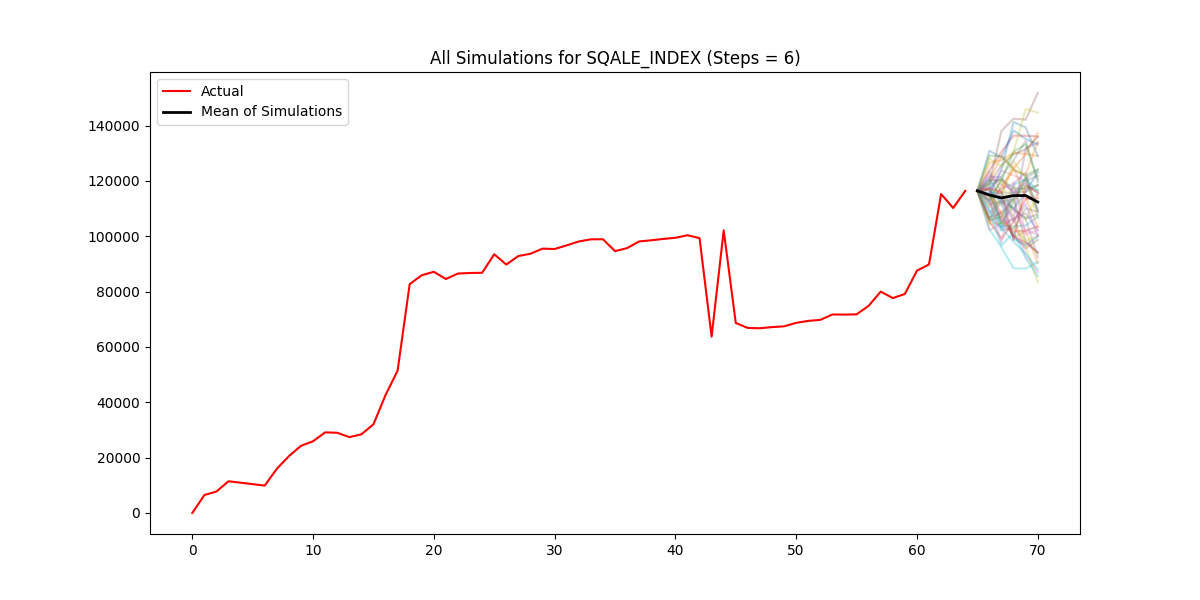 All Simulations for SQALE_INDEX (Steps = 6)
Actual
Mean of Simulations
140000
120000
100000
80000
60000
40000
20000
0
0 10 20 30 40 50 60 70